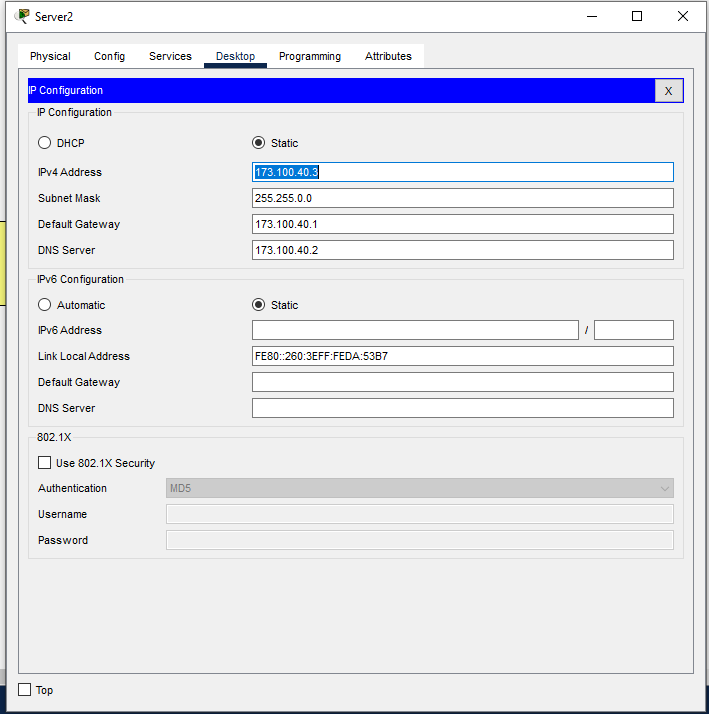 Server2
Physical Config Services Desktop Programming Attributes
IP Configuration X
IP Configuration
DHCP Static
IPv4 Address 173.100.40.3
Subnet Mask 255.255.0.0
Default Gateway 173.100.40.1
DNS Server 173.100.40.2
IPv6 Configuration
Automatic Static
IPv6 Address /
Link Local Address FE80::260:3EFF:FEDA:53B7
Default Gateway
DNS Server
802.1X
Use 802.1X Security
Authentication MD5
Username
Password
Top